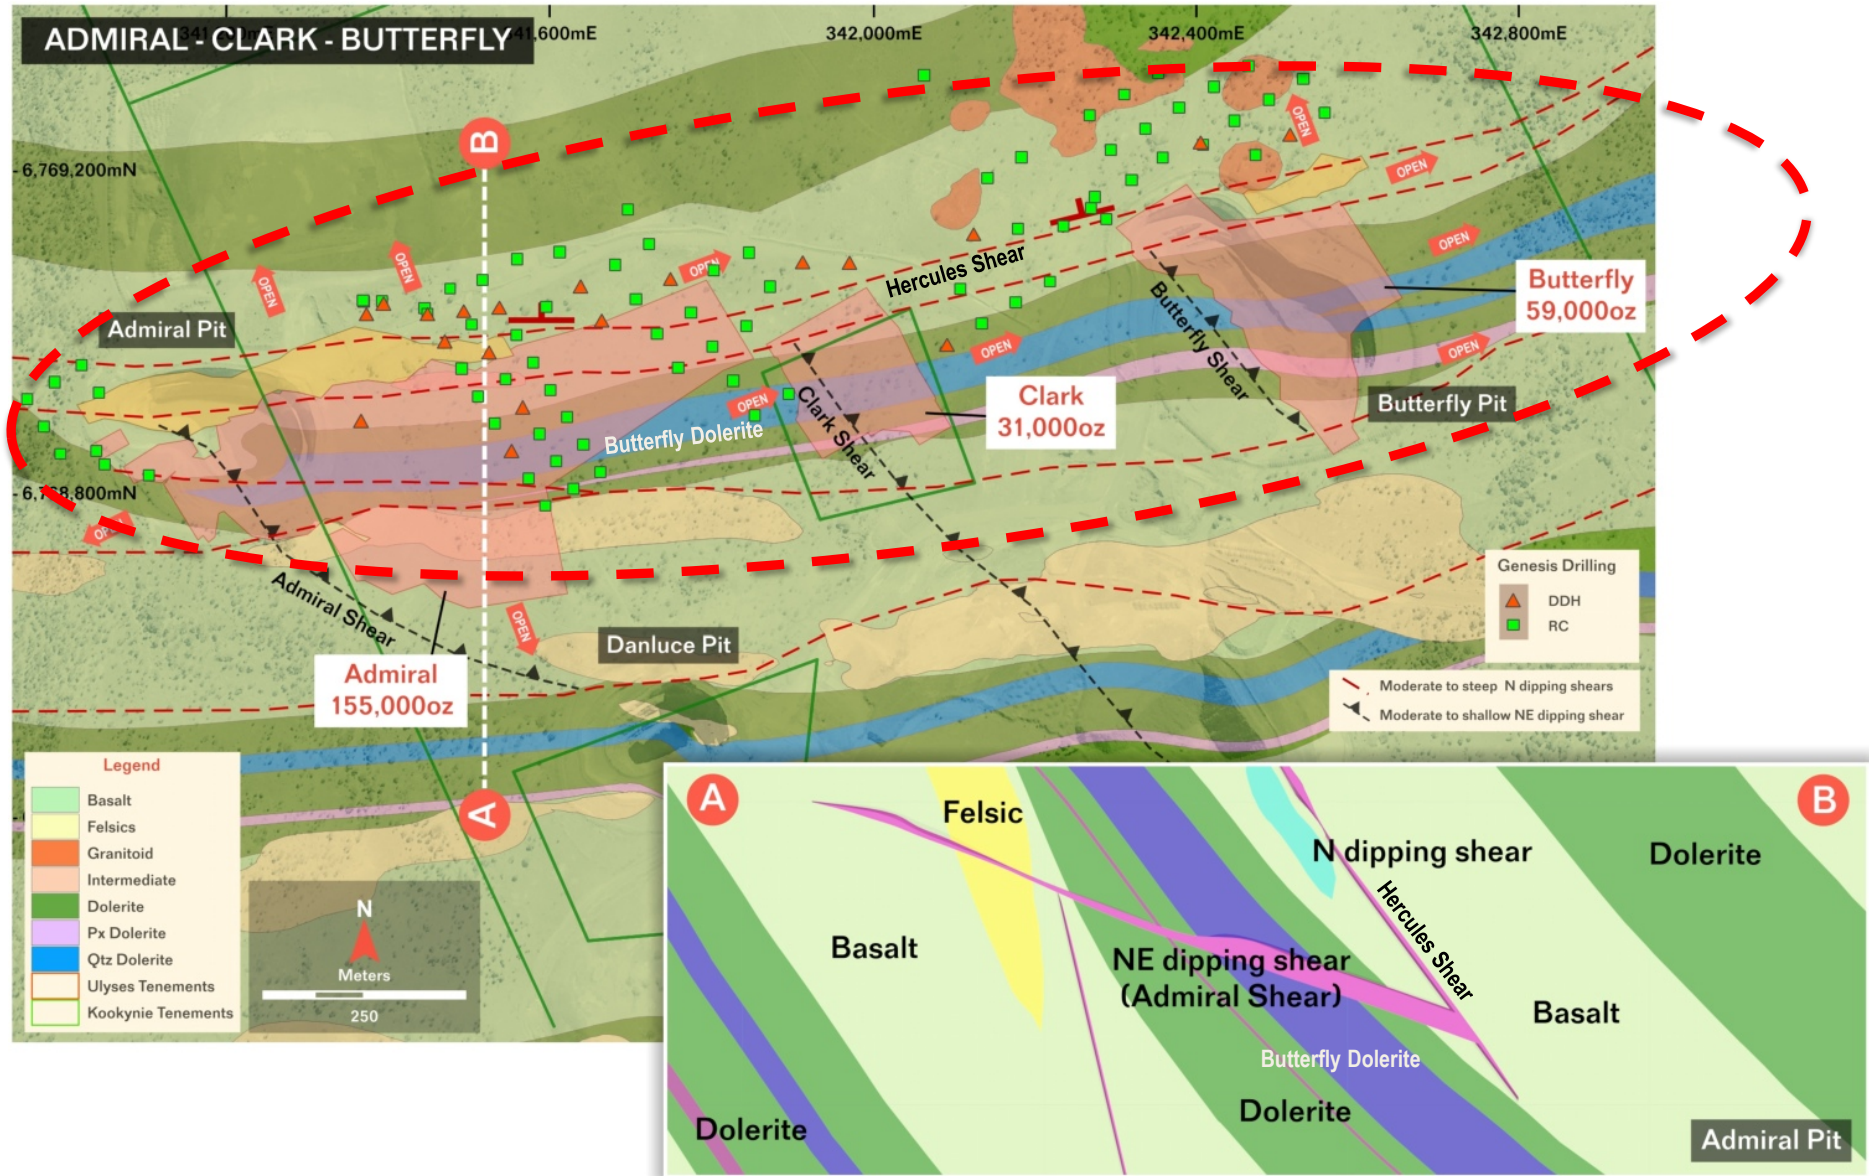 ADMIRAL - CLARK - BUTTERFLY
341,600mE
342,000mE
342,400mE
342,800mE
6,769,200mN
6,768,800mN
B
OPEN
OPEN
OPEN
OPEN
OPEN
OPEN
OPEN
OPEN
OPEN
OPEN
OPEN
Admiral Pit
Hercules Shear
Butterfly Shear
Butterfly
59,000oz
Clark
31,000oz
Clark Shear
Butterfly Pit
Butterfly Dolerite
Admiral Shear
Danluce Pit
Admiral
155,000oz
A
Genesis Drilling
DDH
RC
Moderate to steep N dipping shears
Moderate to shallow NE dipping shear
Legend
Basalt
Felsics
Granitoid
Intermediate
Dolerite
Px Dolerite
Qtz Dolerite
Ulyses Tenements
Kookynie Tenements
N
Meters
250
A
B
Felsic
N dipping shear
Dolerite
Hercules Shear
Basalt
NE dipping shear
(Admiral Shear)
Basalt
Butterfly Dolerite
Dolerite
Dolerite
Admiral Pit